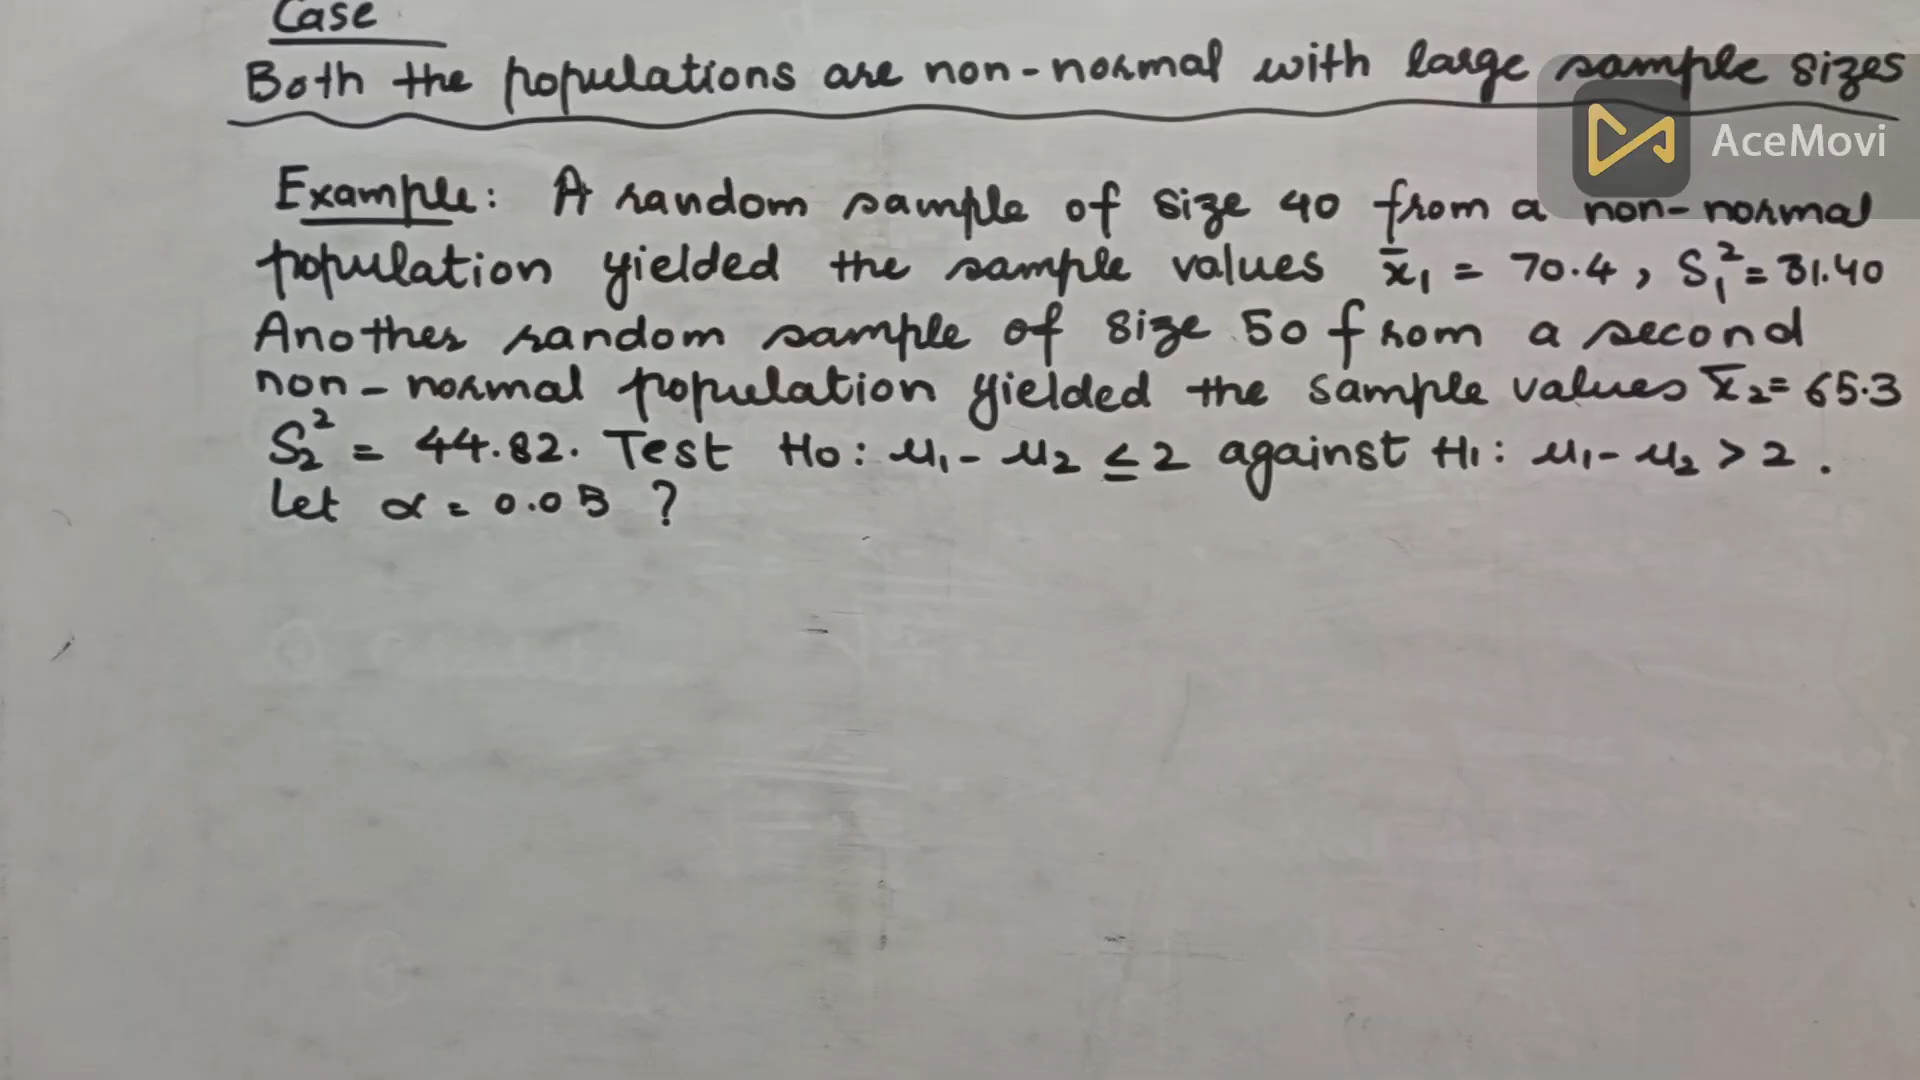 Case
Both the populations are non-normal with large sample sizes
AceMovi
Example: A random sample of size 40 from a non-normal
population yielded the sample values x̄₁ = 70.4, S₁² = 31.40
Another random sample of size 50 from a second
non-normal population yielded the sample values x̄₂ = 65.3
S₂² = 44.82. Test H₀: μ₁ - μ₂ ≤ 2 against H₁: μ₁ - μ₂ > 2.
Let α = 0.05 ?